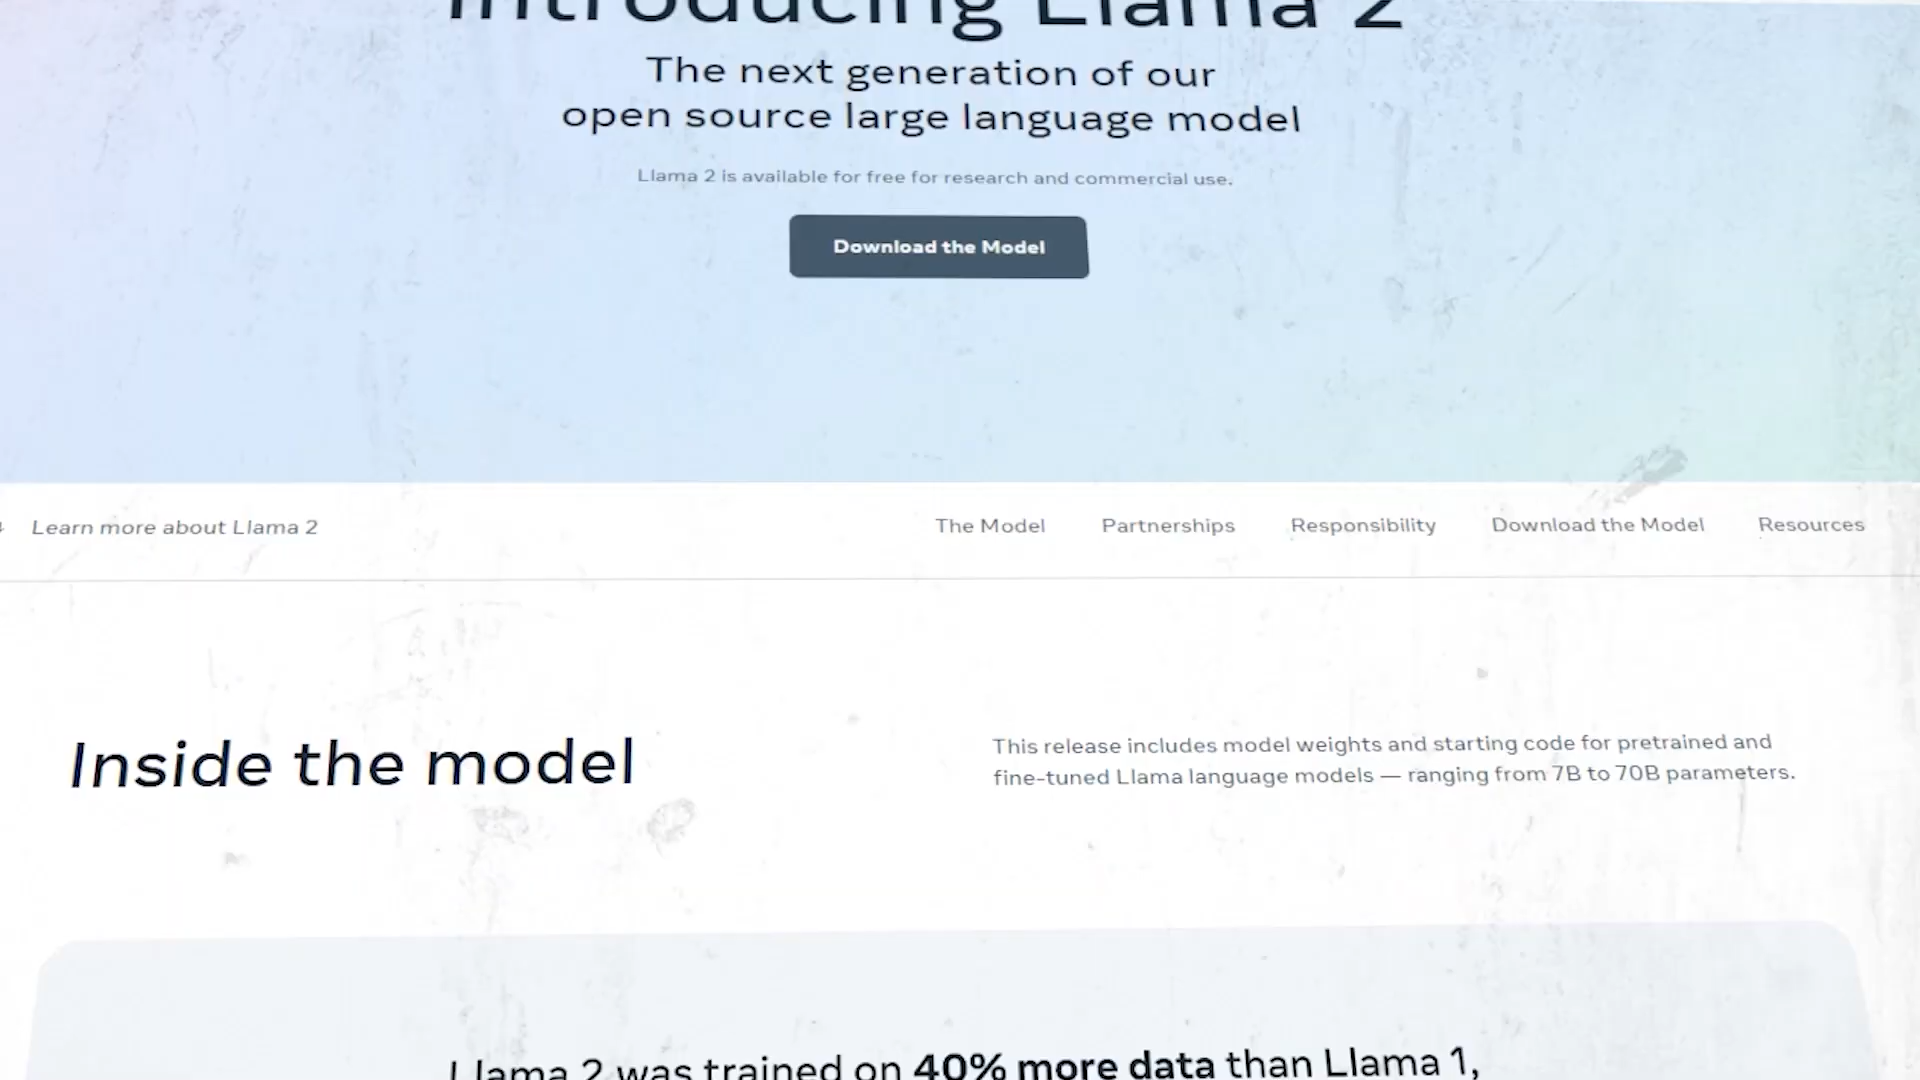 Introducing Llama 2
The next generation of our
open source large language model
Llama 2 is available for free for research and commercial use.
Download the Model
Learn more about Llama 2
The Model
Partnerships
Responsibility
Download the Model
Resources
Inside the model
This release includes model weights and starting code for pretrained and
fine-tuned Llama language models — ranging from 7B to 70B parameters.
Llama 2 was trained on 40% more data than Llama 1,